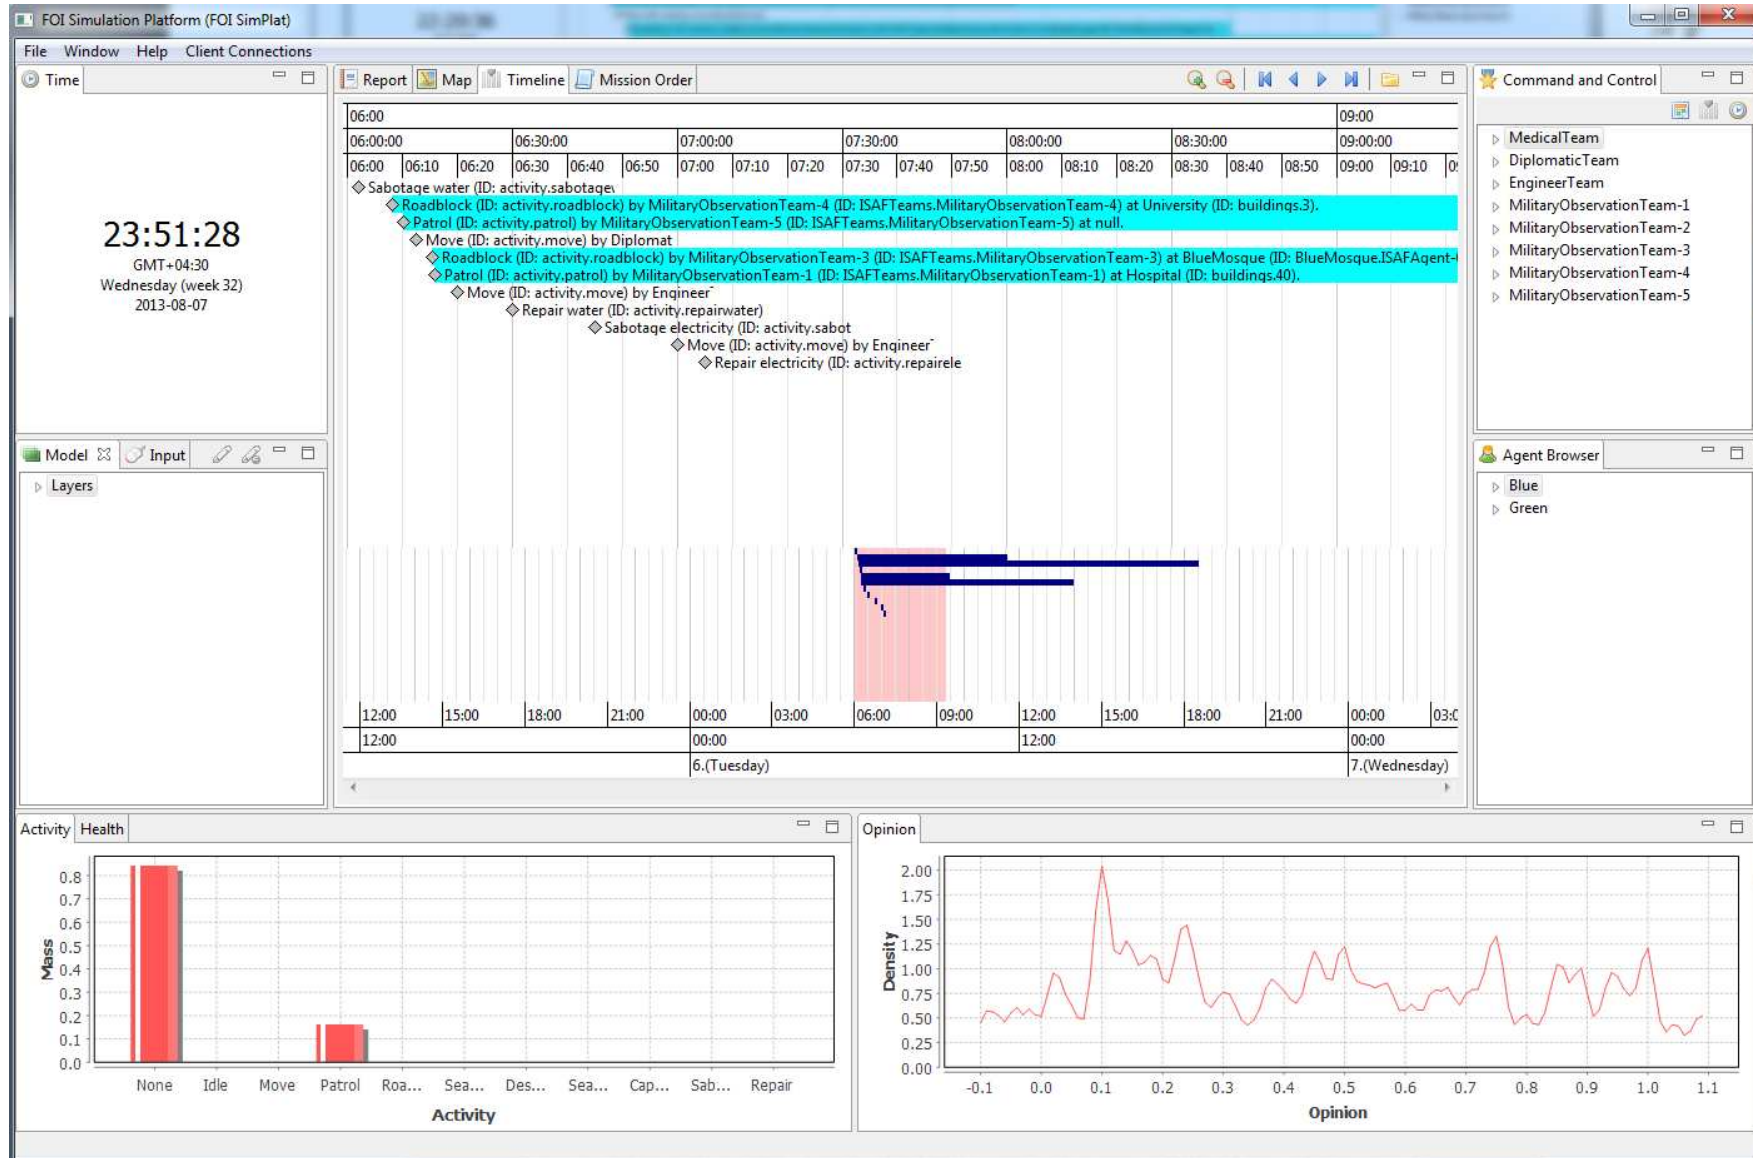 FOI Simulation Platform (FOI SimPlat)
File Window Help Client Connections
Time
23:51:28
GMT+04:30
Wednesday (week 32)
2013-08-07
Model Input
Layers
Report Map Timeline Mission Order
06:00 09:00
06:00:00 06:30:00 07:00:00 07:30:00 08:00:00 08:30:00 09:00:00
06:00 06:10 06:20 06:30 06:40 06:50 07:00 07:10 07:20 07:30 07:40 07:50 08:00 08:10 08:20 08:30 08:40 08:50 09:00 09:10
Sabotage water (ID: activity.sabotage
Roadblock (ID: activity.roadblock) by MilitaryObservationTeam-4 (ID: ISAFTeams.MilitaryObservationTeam-4) at University (ID: buildings.3).
Patrol (ID: activity.patrol) by MilitaryObservationTeam-5 (ID: ISAFTeams.MilitaryObservationTeam-5) at null.
Move (ID: activity.move) by Diplomat
Roadblock (ID: activity.roadblock) by MilitaryObservationTeam-3 (ID: ISAFTeams.MilitaryObservationTeam-3) at BlueMosque (ID: BlueMosque.ISAFAgent-
Patrol (ID: activity.patrol) by MilitaryObservationTeam-1 (ID: ISAFTeams.MilitaryObservationTeam-1) at Hospital (ID: buildings.40).
Move (ID: activity.move) by Engineer
Repair water (ID: activity.repairwater)
Sabotage electricity (ID: activity.sabot
Move (ID: activity.move) by Engineer
Repair electricity (ID: activity.repairele
12:00 15:00 18:00 21:00 00:00 03:00 06:00 09:00 12:00 15:00 18:00 21:00 00:00 03:0
12:00 00:00 12:00 00:00
6.(Tuesday) 7.(Wednesday)
Command and Control
MedicalTeam
DiplomaticTeam
EngineerTeam
MilitaryObservationTeam-1
MilitaryObservationTeam-2
MilitaryObservationTeam-3
MilitaryObservationTeam-4
MilitaryObservationTeam-5
Agent Browser
Blue
Green
Activity Health
Mass
0.8
0.7
0.6
0.5
0.4
0.3
0.2
0.1
0.0
None Idle Move Patrol Roa... Sea... Des... Sea... Cap... Sab... Repair
Activity
Opinion
Density
2.00
1.75
1.50
1.25
1.00
0.75
0.50
0.25
0.00
-0.1 0.0 0.1 0.2 0.3 0.4 0.5 0.6 0.7 0.8 0.9 1.0 1.1
Opinion